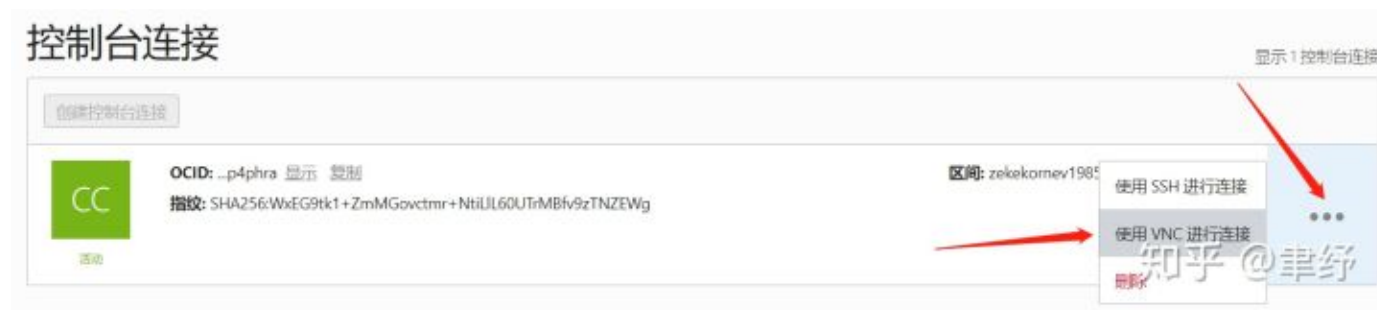 控制台连接
显示 1 控制台连接
创建控制台连接
CC
活动
OCID: ...p4phra 显示 复制
指纹: SHA256:WxEG9tk1+ZmMGovctmr+NtiLlL60UTrMBfv9zTNZEWg
区间: zekekornev1985
使用 SSH 进行连接
使用 VNC 进行连接
删除
•••
知乎 @聿纾